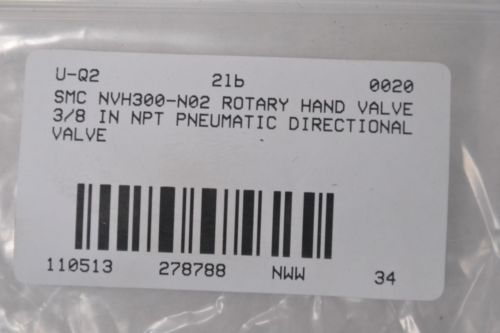 U-Q2 21b 0020
SMC NVH300-N02 ROTARY HAND VALVE
3/8 IN NPT PNEUMATIC DIRECTIONAL
VALVE
110513 278788 NWW 34